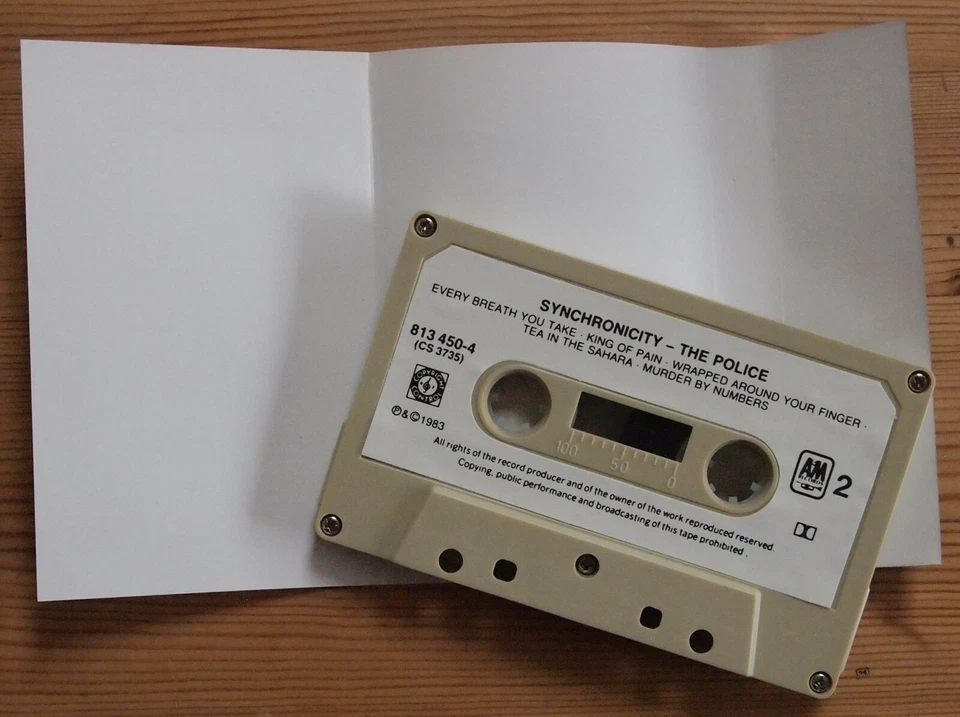 SYNCHRONICITY – THE POLICE
EVERY BREATH YOU TAKE · KING OF PAIN · WRAPPED AROUND YOUR FINGER ·
TEA IN THE SAHARA · MURDER BY NUMBERS
813 450-4
(CS 3735)
COPYRIGHT
CONTROL
℗&©1983
100 50 0
A&M
RECORDS
2
All rights of the record producer and of the owner of the work reproduced reserved.
Copying, public performance and broadcasting of this tape prohibited.